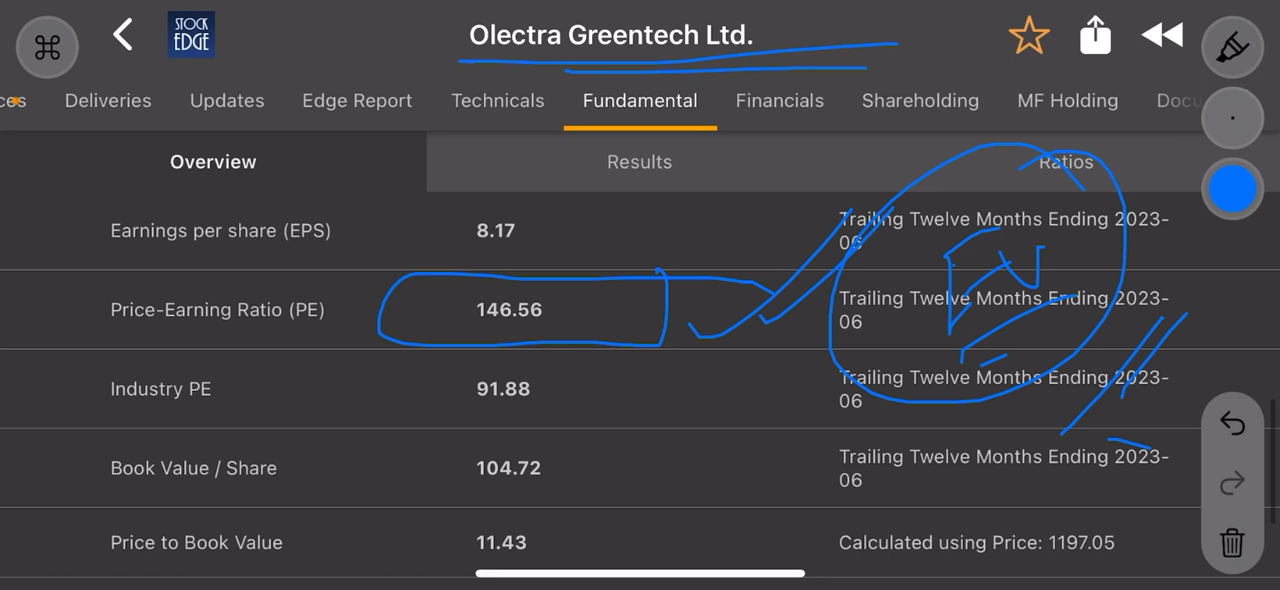 STOCK
EDGE
Olectra Greentech Ltd.
Deliveries Updates Edge Report Technicals Fundamental Financials Shareholding MF Holding
Overview Results Ratios
Earnings per share (EPS) 8.17 Trailing Twelve Months Ending 2023-
06
Price-Earning Ratio (PE) 146.56 Trailing Twelve Months Ending 2023-
06
EV
Industry PE 91.88 Trailing Twelve Months Ending 2023-
06
Book Value / Share 104.72 Trailing Twelve Months Ending 2023-
06
Price to Book Value 11.43 Calculated using Price: 1197.05